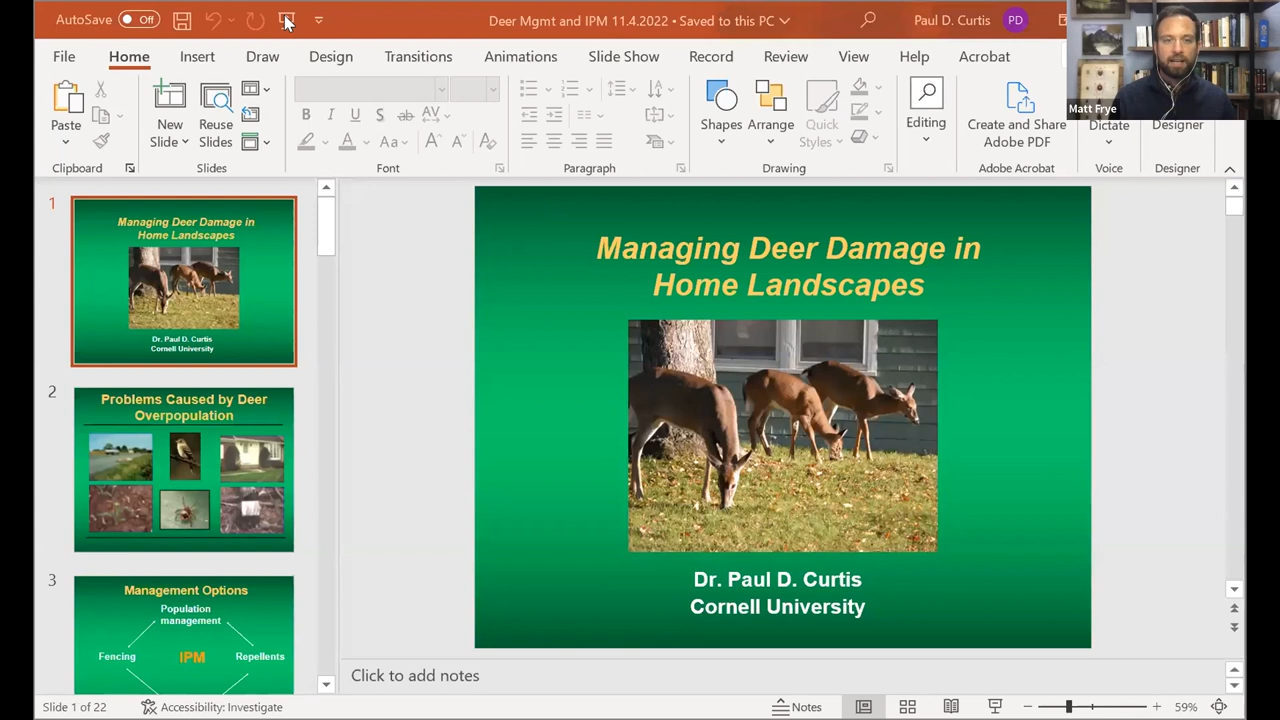 AutoSave Off
Deer Mgmt and IPM 11.4.2022 • Saved to this PC
Paul D. Curtis PD
Matt Frye
File Home Insert Draw Design Transitions Animations Slide Show Record Review View Help Acrobat
Paste
Clipboard
New Slide
Reuse Slides
Slides
B I U S ab AV
A Aa A A A
Font
Paragraph
Shapes
Arrange
Quick Styles
Drawing
Editing
Create and Share Adobe PDF
Adobe Acrobat
Dictate
Voice
Designer
Designer
1
Managing Deer Damage in
Home Landscapes
Dr. Paul D. Curtis
Cornell University
2
Problems Caused by Deer
Overpopulation
3
Management Options
Population
management
Fencing IPM Repellents
Managing Deer Damage in
Home Landscapes
Dr. Paul D. Curtis
Cornell University
Click to add notes
Slide 1 of 22 Accessibility: Investigate Notes 59%